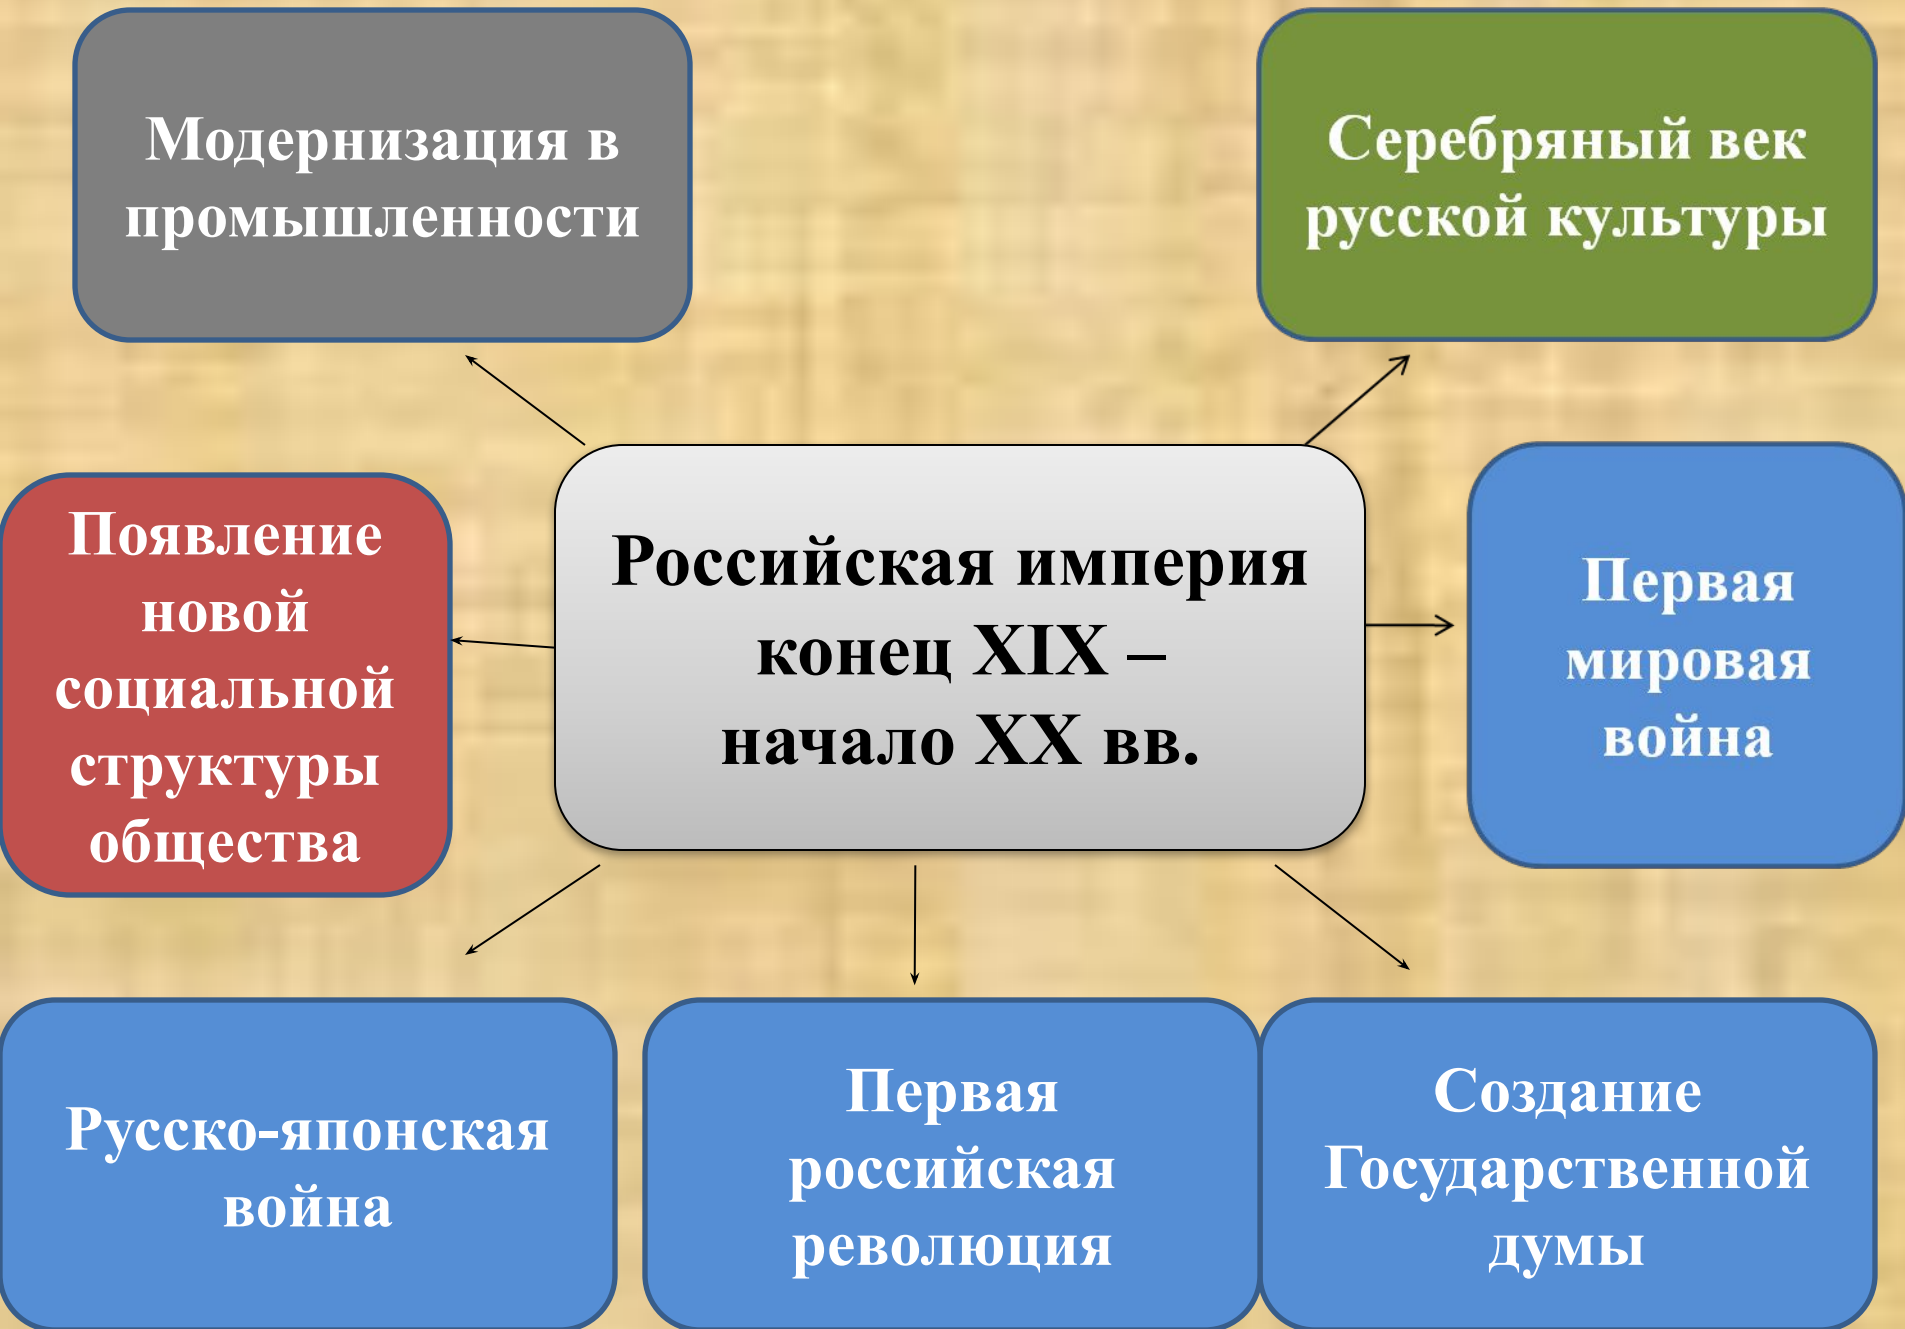 Модернизация в
промышленности
Серебряный век
русской культуры
Появление
новой
социальной
структуры
общества
Российская империя
конец XIX –
начало XX вв.
Первая
мировая
война
Русско-японская
война
Первая
российская
революция
Создание
Государственной
думы